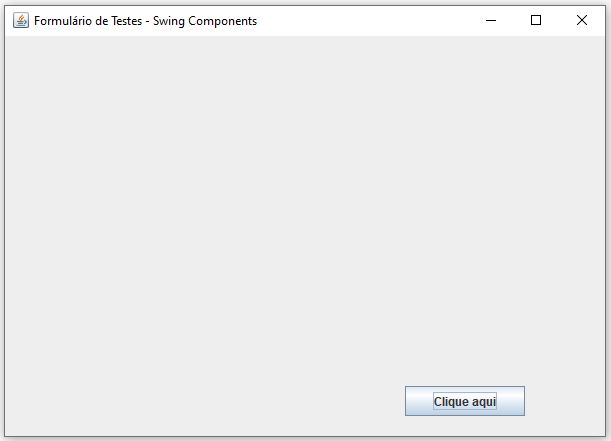 Formulário de Testes - Swing Components
Clique aqui